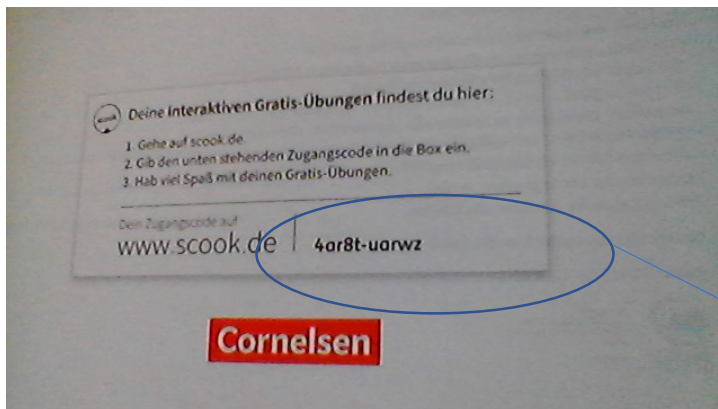 Deine interaktiven Gratis-Übungen findest du hier:
1. Gehe auf scook.de
2. Gib den unten stehenden Zugangscode in die Box ein.
3. Hab viel Spaß mit deinen Gratis-Übungen.
Dein Zugangscode auf
www.scook.de | 4ar8t-uarwz
Cornelsen